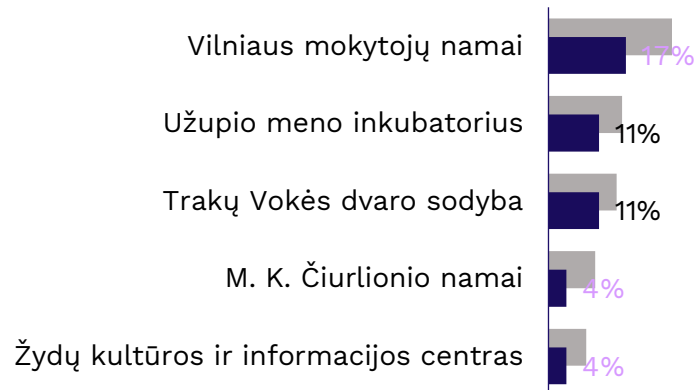 Vilniaus mokytojų namai 17%
Užupio meno inkubatorius 11%
Trakų Vokės dvaro sodyba 11%
M. K. Čiurlionio namai 4%
Žydų kultūros ir informacijos centras 4%